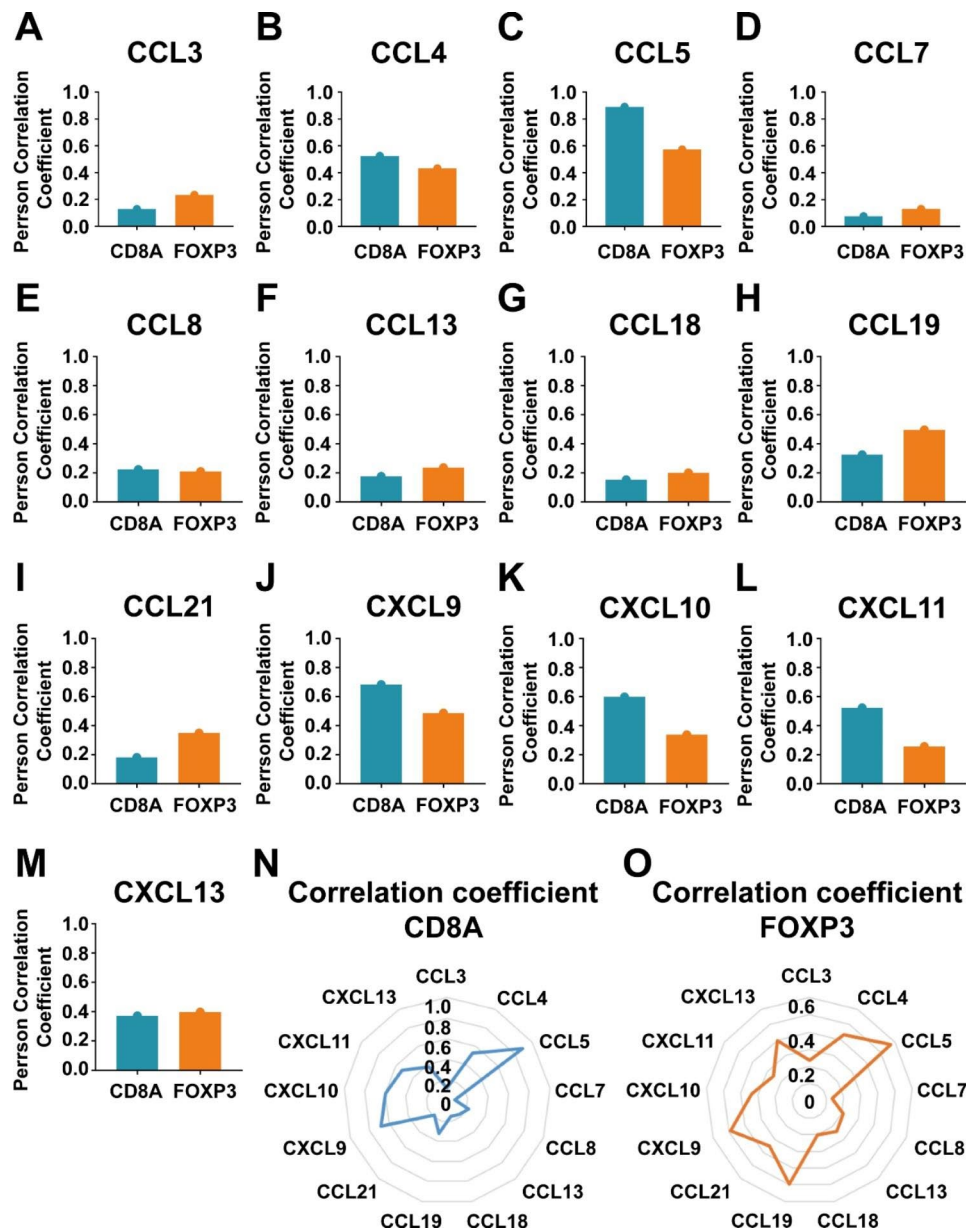 A
CCL3
Perrson Correlation
Coefficient
1.0
0.8
0.6
0.4
0.2
0.0
CD8A FOXP3
B
CCL4
Perrson Correlation
Coefficient
1.0
0.8
0.6
0.4
0.2
0.0
CD8A FOXP3
C
CCL5
Perrson Correlation
Coefficient
1.0
0.8
0.6
0.4
0.2
0.0
CD8A FOXP3
D
CCL7
Perrson Correlation
Coefficient
1.0
0.8
0.6
0.4
0.2
0.0
CD8A FOXP3
E
CCL8
Perrson Correlation
Coefficient
1.0
0.8
0.6
0.4
0.2
0.0
CD8A FOXP3
F
CCL13
Perrson Correlation
Coefficient
1.0
0.8
0.6
0.4
0.2
0.0
CD8A FOXP3
G
CCL18
Perrson Correlation
Coefficient
1.0
0.8
0.6
0.4
0.2
0.0
CD8A FOXP3
H
CCL19
Perrson Correlation
Coefficient
1.0
0.8
0.6
0.4
0.2
0.0
CD8A FOXP3
I
CCL21
Perrson Correlation
Coefficient
1.0
0.8
0.6
0.4
0.2
0.0
CD8A FOXP3
J
CXCL9
Perrson Correlation
Coefficient
1.0
0.8
0.6
0.4
0.2
0.0
CD8A FOXP3
K
CXCL10
Perrson Correlation
Coefficient
1.0
0.8
0.6
0.4
0.2
0.0
CD8A FOXP3
L
CXCL11
Perrson Correlation
Coefficient
1.0
0.8
0.6
0.4
0.2
0.0
CD8A FOXP3
M
CXCL13
Perrson Correlation
Coefficient
1.0
0.8
0.6
0.4
0.2
0.0
CD8A FOXP3
N
Correlation coefficient
CD8A
CCL3
CCL4
CCL5
CCL7
CCL8
CCL13
CCL18
CCL19
CCL21
CXCL9
CXCL10
CXCL11
CXCL13
1.0
0.8
0.6
0.4
0.2
0
O
Correlation coefficient
FOXP3
CCL3
CCL4
CCL5
CCL7
CCL8
CCL13
CCL18
CCL19
CCL21
CXCL9
CXCL10
CXCL11
CXCL13
0.6
0.4
0.2
0